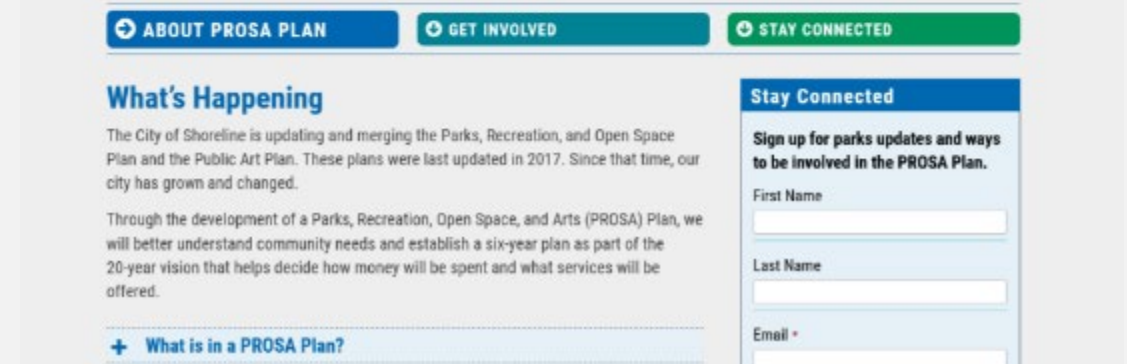 ABOUT PROSA PLAN
GET INVOLVED
STAY CONNECTED
What's Happening
The City of Shoreline is updating and merging the Parks, Recreation, and Open Space
Plan and the Public Art Plan. These plans were last updated in 2017. Since that time, our
city has grown and changed.
Through the development of a Parks, Recreation, Open Space, and Arts (PROSA) Plan, we
will better understand community needs and establish a six-year plan as part of the
20-year vision that helps decide how money will be spent and what services will be
offered.
+ What is in a PROSA Plan?
Stay Connected
Sign up for parks updates and ways
to be involved in the PROSA Plan.
First Name
Last Name
Email *